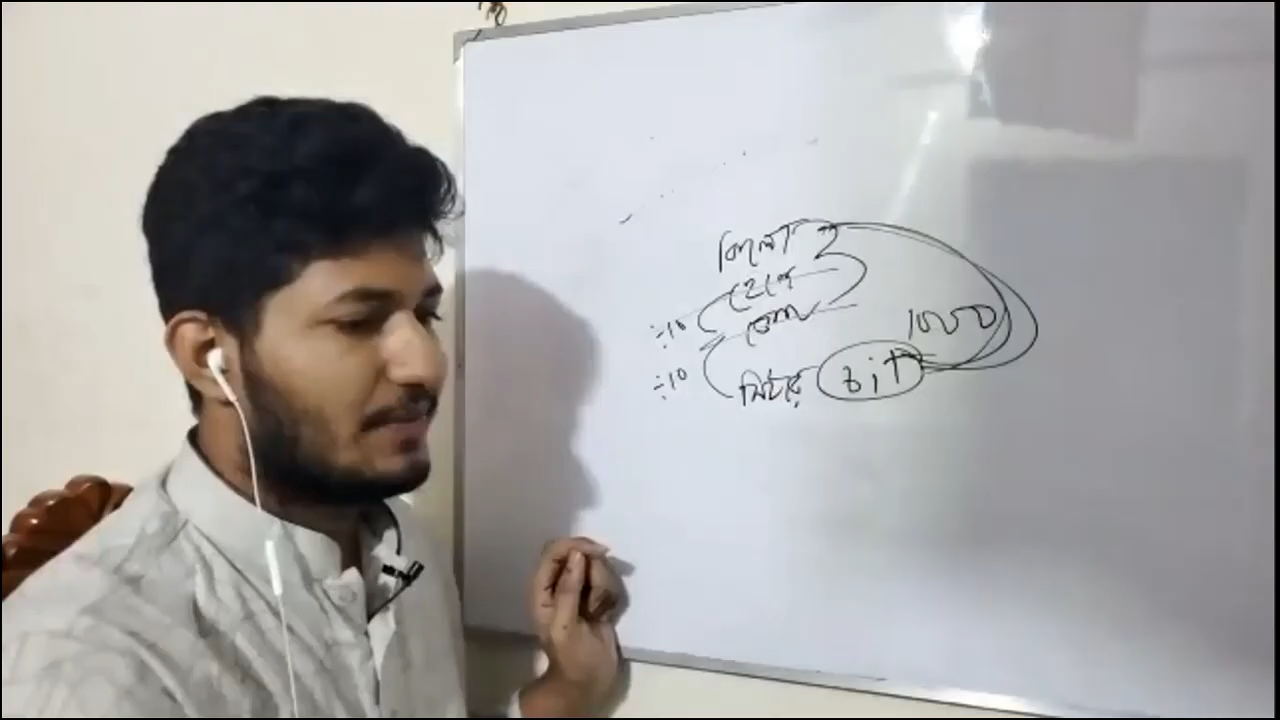 কিলো
হেক্টো
÷10 ডেকা
1000
÷10 মিটার bit